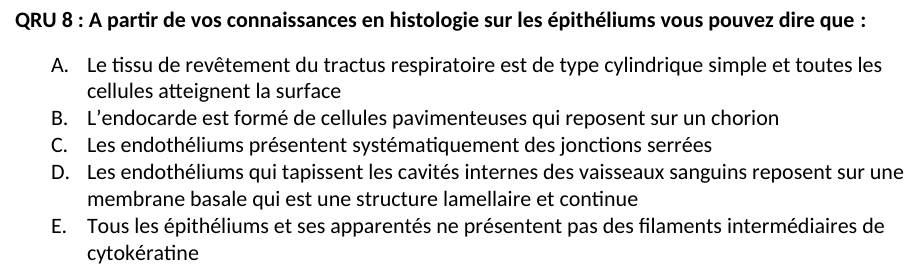 QRU 8 : A partir de vos connaissances en histologie sur les épithéliums vous pouvez dire que :
A. Le tissu de revêtement du tractus respiratoire est de type cylindrique simple et toutes les
cellules atteignent la surface
B. L’endocarde est formé de cellules pavimenteuses qui reposent sur un chorion
C. Les endothéliums présentent systématiquement des jonctions serrées
D. Les endothéliums qui tapissent les cavités internes des vaisseaux sanguins reposent sur une
membrane basale qui est une structure lamellaire et continue
E. Tous les épithéliums et ses apparentés ne présentent pas des filaments intermédiaires de
cytokératine